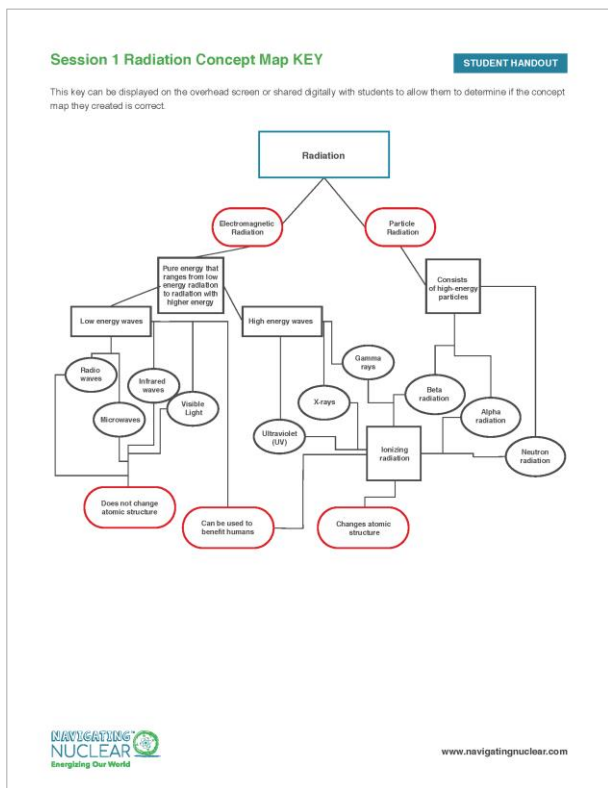 Session 1 Radiation Concept Map KEY
STUDENT HANDOUT
This key can be displayed on the overhead screen or shared digitally with students to allow them to determine if the concept
map they created is correct.
Radiation
Electromagnetic
Radiation
Particle
Radiation
Pure energy that
ranges from low
energy radiation
to radiation with
higher energy
Consists
of high-energy
particles
Low energy waves
High energy waves
Gamma
rays
Radio
waves
Infrared
waves
Beta
radiation
X-rays
Visible
Light
Alpha
radiation
Microwaves
Ultraviolet
(UV)
Ionizing
radiation
Neutron
radiation
Does not change
atomic structure
Can be used to
benefit humans
Changes atomic
structure
NAVIGATING
NUCLEAR
Energizing Our World
www.navigatingnuclear.com